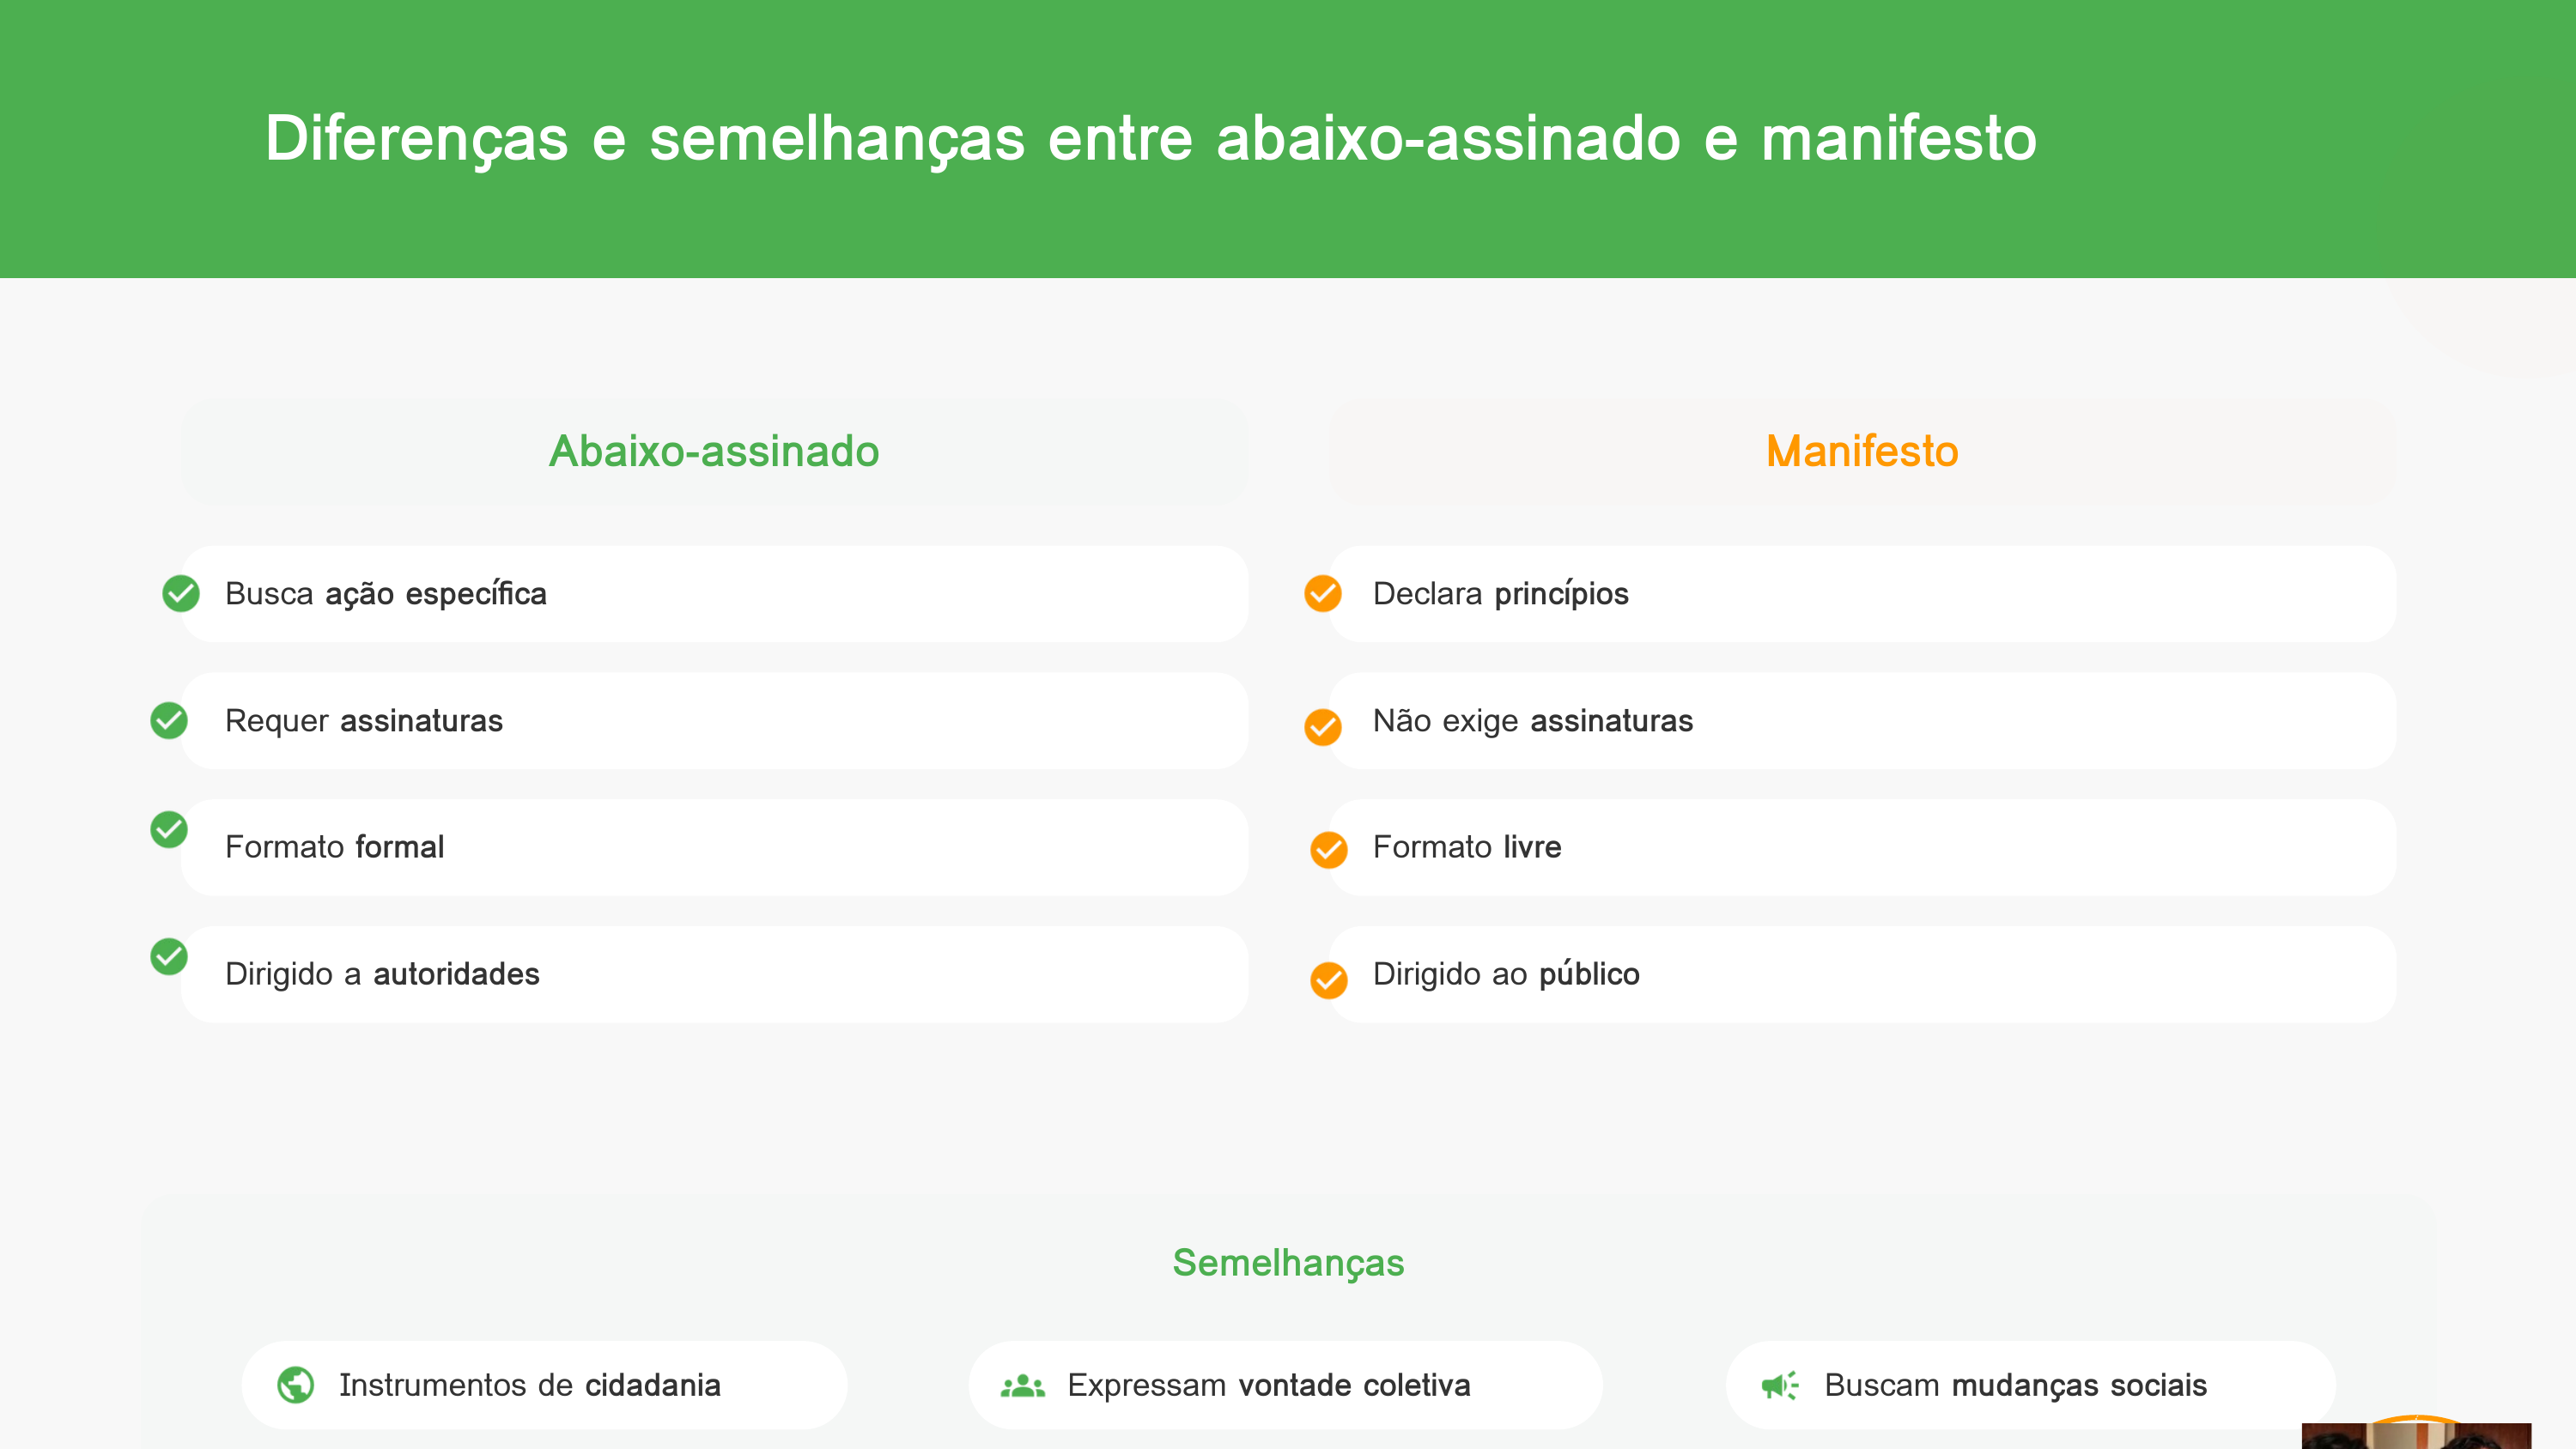 Diferenças e semelhanças entre abaixo-assinado e manifesto
Abaixo-assinado
Busca ação específica
Requer assinaturas
Formato formal
Dirigido a autoridades
Manifesto
Declara princípios
Não exige assinaturas
Formato livre
Dirigido ao público
Semelhanças
Instrumentos de cidadania
Expressam vontade coletiva
Buscam mudanças sociais